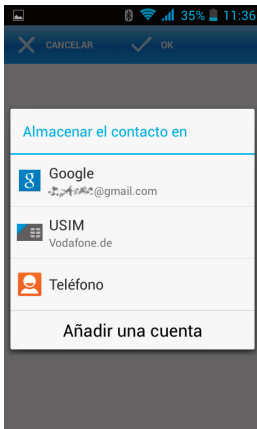 35% 11:36
CANCELAR OK
Almacenar el contacto en
Google
@gmail.com
USIM
Vodafone.de
Teléfono
Añadir una cuenta